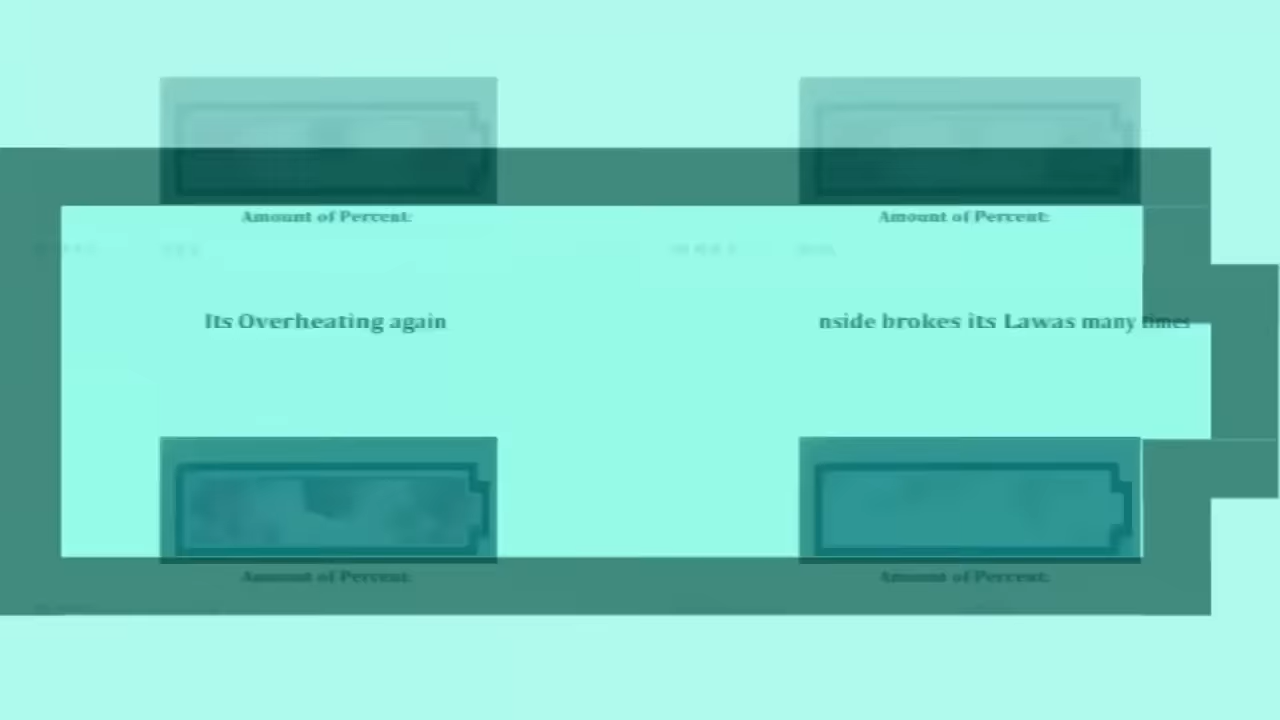 Amount of Percent: Amount of Percent:
Its Overheating again nside brokes its Lawas many times
Amount of Percent: Amount of Percent: